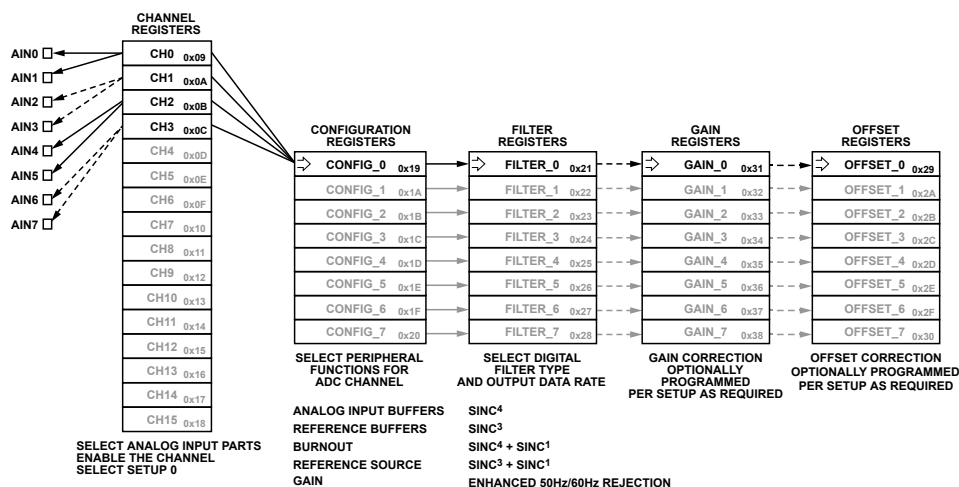 CHANNEL
REGISTERS
AIN0
AIN1
AIN2
AIN3
AIN4
AIN5
AIN6
AIN7
CH0 0x09
CH1 0x0A
CH2 0x0B
CH3 0x0C
CH4 0x0D
CH5 0x0E
CH6 0x0F
CH7 0x10
CH8 0x11
CH9 0x12
CH10 0x13
CH11 0x14
CH12 0x15
CH13 0x16
CH14 0x17
CH15 0x18
SELECT ANALOG INPUT PARTS
ENABLE THE CHANNEL
SELECT SETUP 0
CONFIGURATION
REGISTERS
CONFIG_0 0x19
CONFIG_1 0x1A
CONFIG_2 0x1B
CONFIG_3 0x1C
CONFIG_4 0x1D
CONFIG_5 0x1E
CONFIG_6 0x1F
CONFIG_7 0x20
SELECT PERIPHERAL
FUNCTIONS FOR
ADC CHANNEL
ANALOG INPUT BUFFERS
REFERENCE BUFFERS
BURNOUT
REFERENCE SOURCE
GAIN
FILTER
REGISTERS
FILTER_0 0x21
FILTER_1 0x22
FILTER_2 0x23
FILTER_3 0x24
FILTER_4 0x25
FILTER_5 0x26
FILTER_6 0x27
FILTER_7 0x28
SELECT DIGITAL
FILTER TYPE
AND OUTPUT DATA RATE
SINC4
SINC3
SINC4 + SINC1
SINC3 + SINC1
ENHANCED 50Hz/60Hz REJECTION
GAIN
REGISTERS
GAIN_0 0x31
GAIN_1 0x32
GAIN_2 0x33
GAIN_3 0x34
GAIN_4 0x35
GAIN_5 0x36
GAIN_6 0x37
GAIN_7 0x38
GAIN CORRECTION
OPTIONALLY
PROGRAMMED
PER SETUP AS REQUIRED
OFFSET
REGISTERS
OFFSET_0 0x29
OFFSET_1 0x2A
OFFSET_2 0x2B
OFFSET_3 0x2C
OFFSET_4 0x2D
OFFSET_5 0x2E
OFFSET_6 0x2F
OFFSET_7 0x30
OFFSET CORRECTION
OPTIONALLY PROGRAMMED
PER SETUP AS REQUIRED